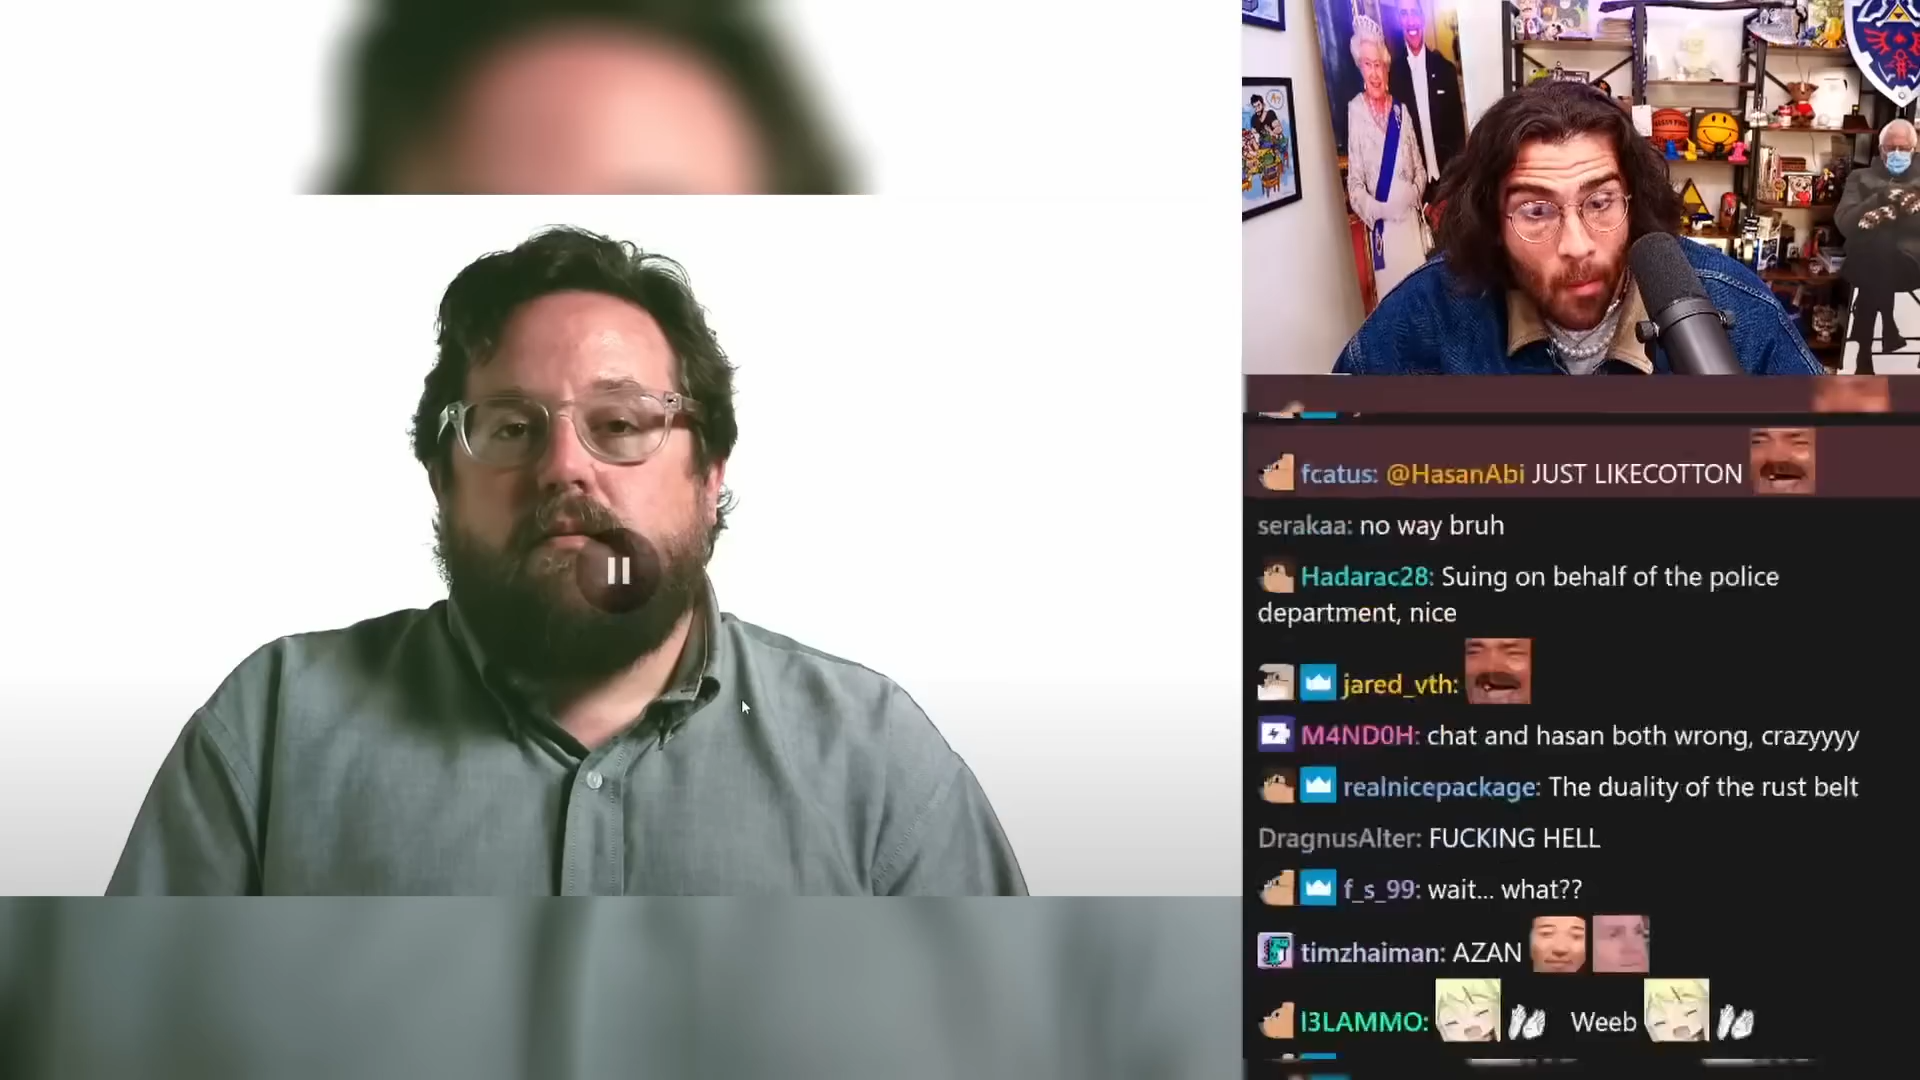 fcatus: @HasanAbi JUST LIKECOTTON
serakaa: no way bruh
Hadarac28: Suing on behalf of the police
department, nice
jared_vth:
M4ND0H: chat and hasan both wrong, crazyyyy
realnicepackage: The duality of the rust belt
DragnusAlter: FUCKING HELL
f_s_99: wait... what??
timzhaiman: AZAN
l3LAMMO: Weeb